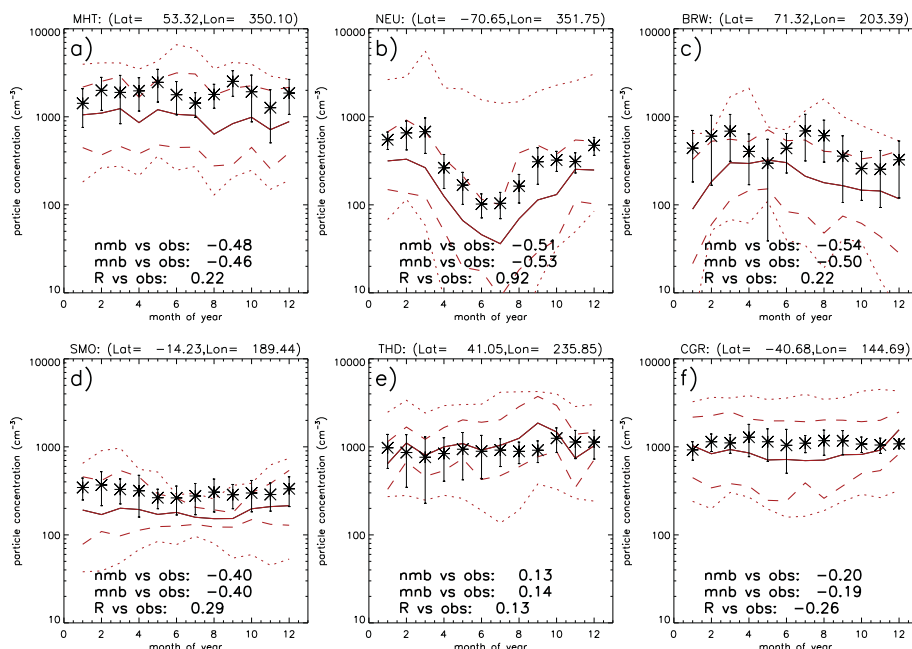 MHT: (Lat= 53.32,Lon= 350.10)
a)
10000
1000
100
10
particle concentration (cm⁻³)
nmb vs obs: −0.48
mnb vs obs: −0.46
R vs obs: 0.22
0 2 4 6 8 10 12
month of year
NEU: (Lat= −70.65,Lon= 351.75)
b)
10000
1000
100
10
particle concentration (cm⁻³)
nmb vs obs: −0.51
mnb vs obs: −0.53
R vs obs: 0.92
0 2 4 6 8 10 12
month of year
BRW: (Lat= 71.32,Lon= 203.39)
c)
10000
1000
100
10
particle concentration (cm⁻³)
nmb vs obs: −0.54
mnb vs obs: −0.50
R vs obs: 0.22
0 2 4 6 8 10 12
month of year
SMO: (Lat= −14.23,Lon= 189.44)
d)
10000
1000
100
10
particle concentration (cm⁻³)
nmb vs obs: −0.40
mnb vs obs: −0.40
R vs obs: 0.29
0 2 4 6 8 10 12
month of year
THD: (Lat= 41.05,Lon= 235.85)
e)
10000
1000
100
10
particle concentration (cm⁻³)
nmb vs obs: 0.13
mnb vs obs: 0.14
R vs obs: 0.13
0 2 4 6 8 10 12
month of year
CGR: (Lat= −40.68,Lon= 144.69)
f)
10000
1000
100
10
particle concentration (cm⁻³)
nmb vs obs: −0.20
mnb vs obs: −0.19
R vs obs: −0.26
0 2 4 6 8 10 12
month of year